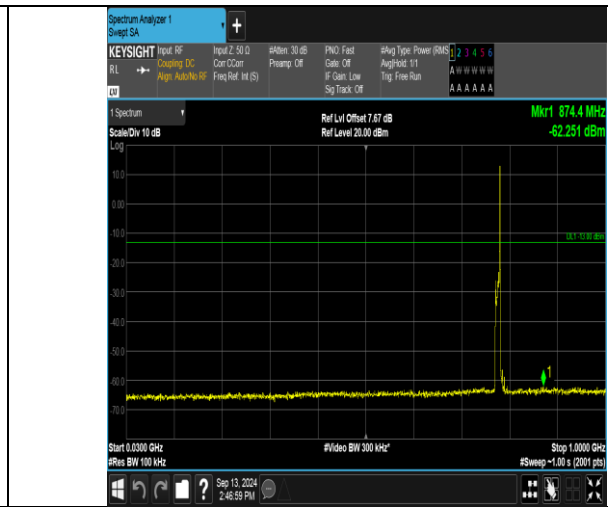 Spectrum Analyzer 1
Swept SA
+
KEYSIGHT Input: RF Input Z: 50 Ω #Atten: 30 dB PNO: Fast #Avg Type: Power (RMS 1 2 3 4 5 6
RL Coupling: DC Corr CCorr Preamp: Off Gate: Off Avg|Hold: 1/1 A W W W W W
Align: Auto/No RF Freq Ref: Int (S) IF Gain: Low Trig: Free Run
LXI Sig Track: Off A A A A A A
1 Spectrum Ref Lvl Offset 7.67 dB Mkr1 874.4 MHz
Scale/Div 10 dB Ref Level 20.00 dBm -62.251 dBm
Log
10.0
0.00
-10.0 DL1 -13.00 dBm
-20.0
-30.0
-40.0
-50.0
-60.0 1
-70.0
Start 0.0300 GHz #Video BW 300 kHz* Stop 1.0000 GHz
#Res BW 100 kHz #Sweep ~1.00 s (2001 pts)
? Sep 13, 2024
2:46:59 PM